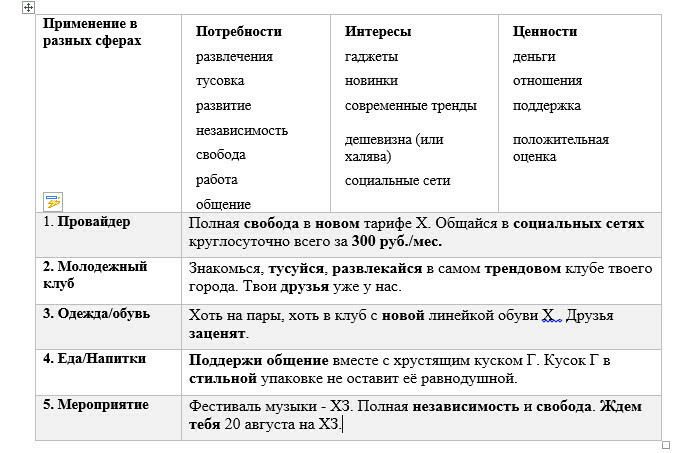 Применение в
разных сферах
Потребности
развлечения
тусовка
развитие
независимость
свобода
работа
общение
Интересы
гаджеты
новинки
современные тренды
дешевизна (или
халява)
социальные сети
Ценности
деньги
отношения
поддержка
положительная
оценка
1. Провайдер
Полная свобода в новом тарифе Х. Общайся в социальных сетях
круглосуточно всего за 300 руб./мес.
2. Молодежный
клуб
Знакомься, тусуйся, развлекайся в самом трендовом клубе твоего
города. Твои друзья уже у нас.
3. Одежда/обувь
Хоть на пары, хоть в клуб с новой линейкой обуви Х . Друзья
заценят.
4. Еда/Напитки
Поддержи общение вместе с хрустящим куском Г. Кусок Г в
стильной упаковке не оставит её равнодушной.
5. Мероприятие
Фестиваль музыки - ХЗ. Полная независимость и свобода. Ждем
тебя 20 августа на ХЗ.